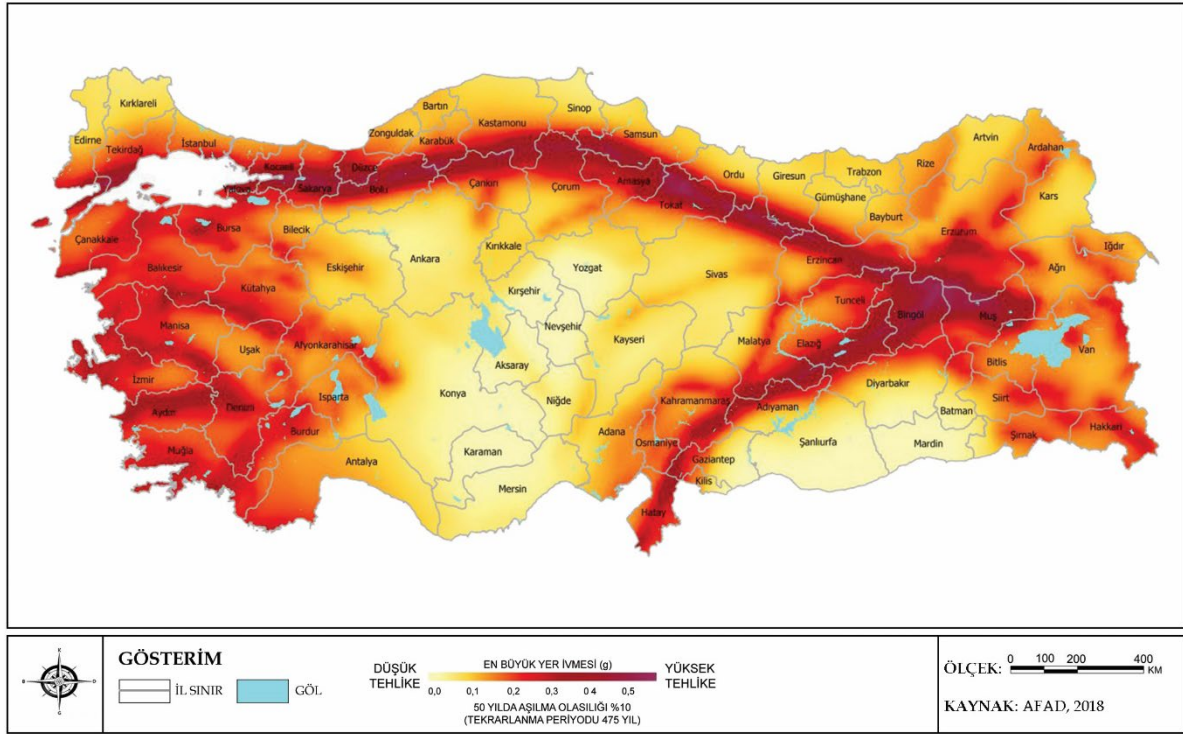 Kırklareli
Edirne
Tekirdağ
İstanbul
Kocaeli
Yalova
Sakarya
Düzce
Bolu
Zonguldak
Bartın
Karabük
Kastamonu
Sinop
Samsun
Çankırı
Çorum
Amasya
Tokat
Ordu
Giresun
Trabzon
Gümüşhane
Bayburt
Rize
Artvin
Ardahan
Kars
Iğdır
Ağrı
Erzurum
Erzincan
Çanakkale
Bursa
Bilecik
Balıkesir
Kütahya
Eskişehir
Ankara
Kırıkkale
Yozgat
Sivas
Kırşehir
Nevşehir
Kayseri
Malatya
Tunceli
Elazığ
Bingöl
Muş
Bitlis
Van
Manisa
Uşak
Afyonkarahisar
İzmir
Aydın
Denizli
Isparta
Burdur
Muğla
Antalya
Konya
Aksaray
Niğde
Karaman
Mersin
Adana
Osmaniye
Kahramanmaraş
Adıyaman
Gaziantep
Kilis
Hatay
Şanlıurfa
Diyarbakır
Mardin
Batman
Siirt
Şırnak
Hakkari
K
B D
G
GÖSTERİM
İL SINIR GÖL
DÜŞÜK TEHLİKE
EN BÜYÜK YER İVMESİ (g)
0,0 0,1 0,2 0,3 0 4 0,5
YÜKSEK TEHLİKE
50 YILDA AŞILMA OLASILIĞI %10
(TEKRARLANMA PERİYODU 475 YIL)
ÖLÇEK: 0 100 200 400 KM
KAYNAK: AFAD, 2018